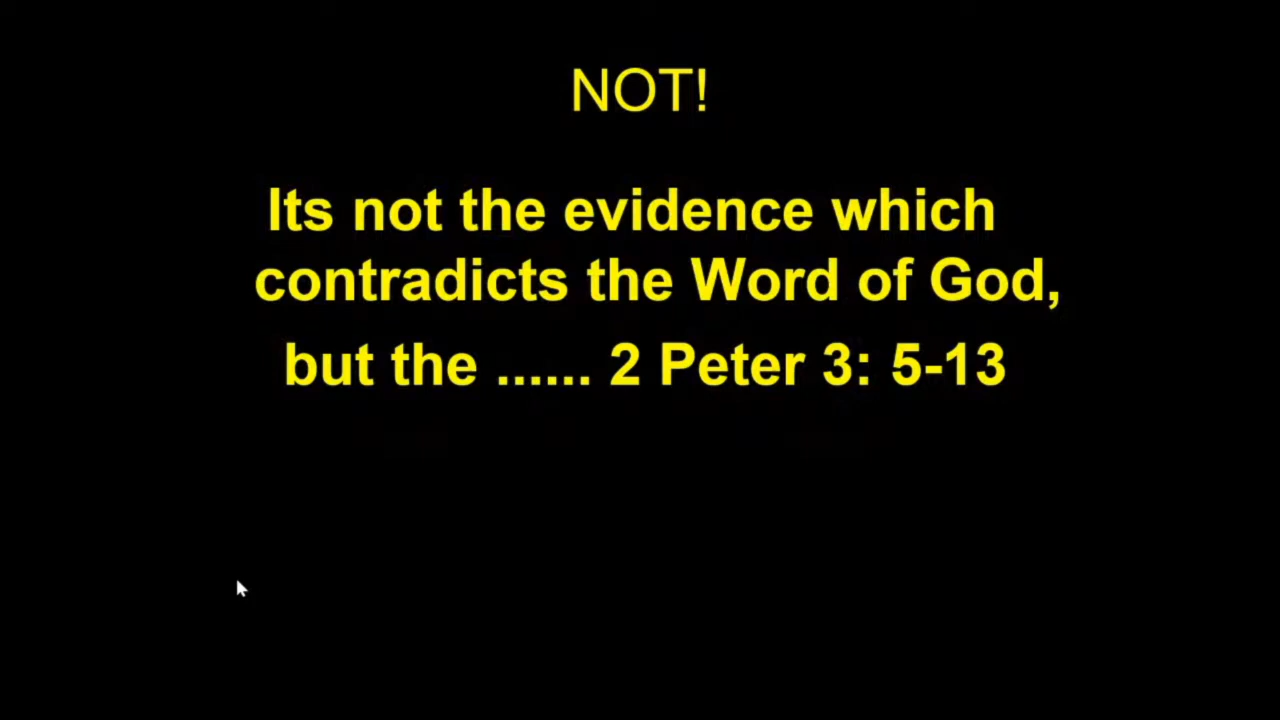 NOT!
Its not the evidence which
contradicts the Word of God,
but the ...... 2 Peter 3: 5-13